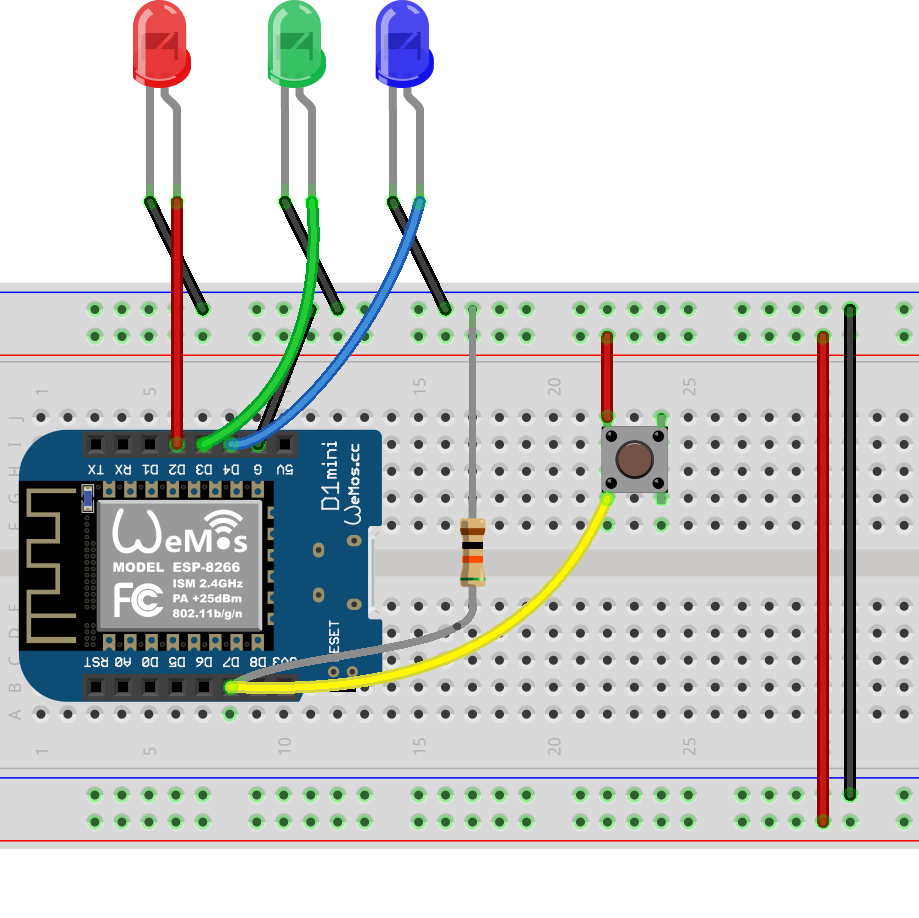 1 5 15 20 25
J
I
H
G
TX RX D1 D2 D3 D4 G 5V
D1mini
WeMos.cc
WeMos
MODEL ESP-8266
ISM 2.4GHz
PA +25dBm
802.11b/g/n
FC
RESET
RST A0 D0 D5 D6 D7 D8 3V3
E
D
C
B
A
1 5 10 15 20 25